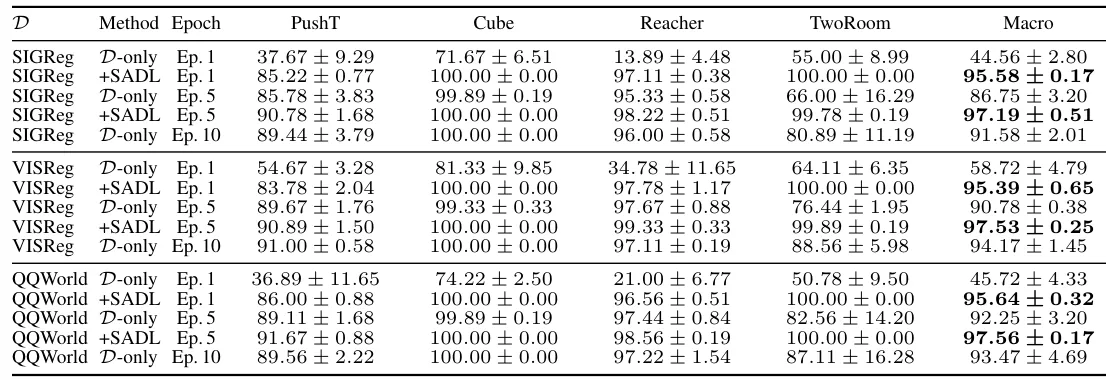 𝒟 Method Epoch PushT Cube Reacher TwoRoom Macro
SIGReg 𝒟-only Ep. 1 37.67 ± 9.29 71.67 ± 6.51 13.89 ± 4.48 55.00 ± 8.99 44.56 ± 2.80
SIGReg +SADL Ep. 1 85.22 ± 0.77 100.00 ± 0.00 97.11 ± 0.38 100.00 ± 0.00 95.58 ± 0.17
SIGReg 𝒟-only Ep. 5 85.78 ± 3.83 99.89 ± 0.19 95.33 ± 0.58 66.00 ± 16.29 86.75 ± 3.20
SIGReg +SADL Ep. 5 90.78 ± 1.68 100.00 ± 0.00 98.22 ± 0.51 99.78 ± 0.19 97.19 ± 0.51
SIGReg 𝒟-only Ep. 10 89.44 ± 3.79 100.00 ± 0.00 96.00 ± 0.58 80.89 ± 11.19 91.58 ± 2.01
VISReg 𝒟-only Ep. 1 54.67 ± 3.28 81.33 ± 9.85 34.78 ± 11.65 64.11 ± 6.35 58.72 ± 4.79
VISReg +SADL Ep. 1 83.78 ± 2.04 100.00 ± 0.00 97.78 ± 1.17 100.00 ± 0.00 95.39 ± 0.65
VISReg 𝒟-only Ep. 5 89.67 ± 1.76 99.33 ± 0.33 97.67 ± 0.88 76.44 ± 1.95 90.78 ± 0.38
VISReg +SADL Ep. 5 90.89 ± 1.50 100.00 ± 0.00 99.33 ± 0.33 99.89 ± 0.19 97.53 ± 0.25
VISReg 𝒟-only Ep. 10 91.00 ± 0.58 100.00 ± 0.00 97.11 ± 0.19 88.56 ± 5.98 94.17 ± 1.45
QQWorld 𝒟-only Ep. 1 36.89 ± 11.65 74.22 ± 2.50 21.00 ± 6.77 50.78 ± 9.50 45.72 ± 4.33
QQWorld +SADL Ep. 1 86.00 ± 0.88 100.00 ± 0.00 96.56 ± 0.51 100.00 ± 0.00 95.64 ± 0.32
QQWorld 𝒟-only Ep. 5 89.11 ± 1.68 99.89 ± 0.19 97.44 ± 0.84 82.56 ± 14.20 92.25 ± 3.20
QQWorld +SADL Ep. 5 91.67 ± 0.88 100.00 ± 0.00 98.56 ± 0.19 100.00 ± 0.00 97.56 ± 0.17
QQWorld 𝒟-only Ep. 10 89.56 ± 2.22 100.00 ± 0.00 97.22 ± 1.54 87.11 ± 16.28 93.47 ± 4.69